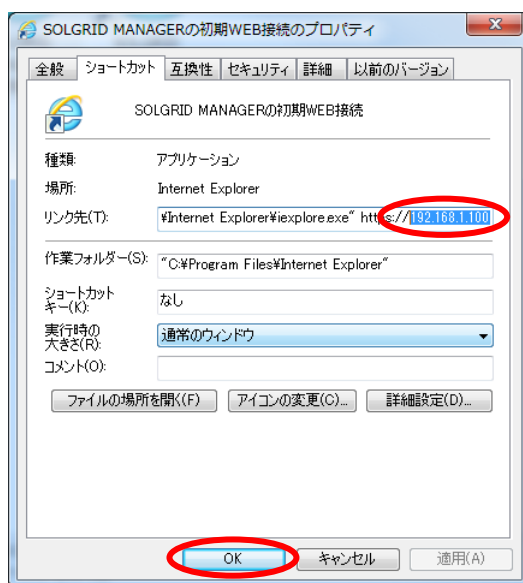 SOLGRID MANAGERの初期WEB接続のプロパティ
全般 ショートカット 互換性 セキュリティ 詳細 以前のバージョン
SOLGRID MANAGERの初期WEB接続
種類: アプリケーション
場所: Internet Explorer
リンク先(T): ¥Internet Explorer¥iexplore.exe" https://192.168.1.100
作業フォルダー(S): "C:¥Program Files¥Internet Explorer"
ショートカット
キー(K): なし
実行時の
大きさ(R): 通常のウィンドウ
コメント(O):
ファイルの場所を開く(F) アイコンの変更(C)... 詳細設定(D)...
OK キャンセル 適用(A)